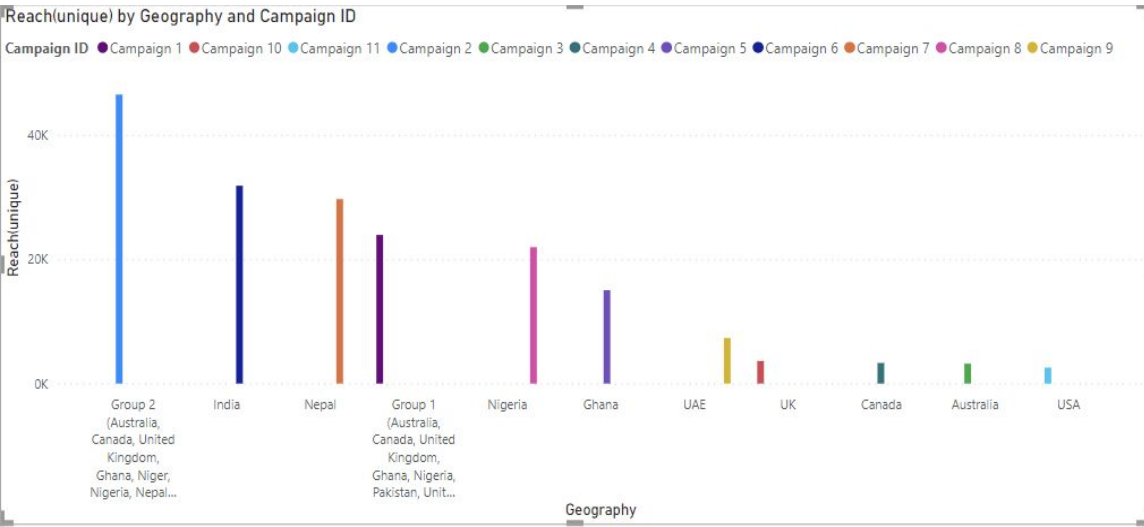 Reach(unique) by Geography and Campaign ID
Campaign ID Campaign 1 Campaign 10 Campaign 11 Campaign 2 Campaign 3 Campaign 4 Campaign 5 Campaign 6 Campaign 7 Campaign 8 Campaign 9
40K
20K
0K
Reach(unique)
Group 2 India Nepal Group 1 Nigeria Ghana UAE UK Canada Australia USA
(Australia, (Australia,
Canada, United Canada, United
Kingdom, Kingdom,
Ghana, Niger, Ghana, Nigeria,
Nigeria, Nepal... Pakistan, Unit...
Geography